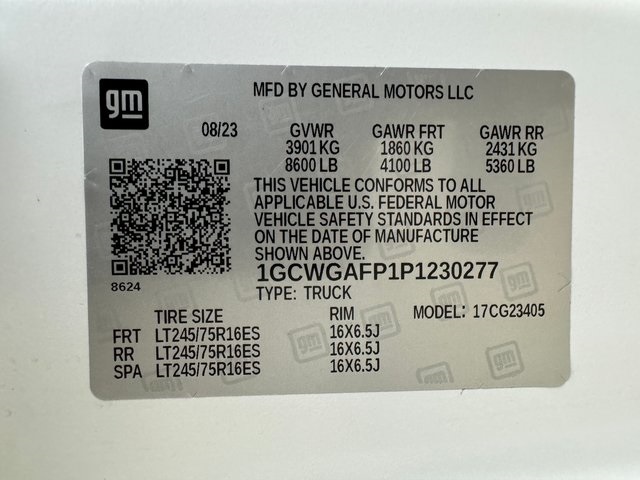 gm
MFD BY GENERAL MOTORS LLC
08/23 GVWR GAWR FRT GAWR RR
3901 KG 1860 KG 2431 KG
8600 LB 4100 LB 5360 LB
THIS VEHICLE CONFORMS TO ALL
APPLICABLE U.S. FEDERAL MOTOR
VEHICLE SAFETY STANDARDS IN EFFECT
ON THE DATE OF MANUFACTURE
SHOWN ABOVE.
1GCWGAFP1P1230277
8624
TYPE: TRUCK
TIRE SIZE RIM MODEL: 17CG23405
FRT LT245/75R16ES 16X6.5J
RR LT245/75R16ES 16X6.5J
SPA LT245/75R16ES 16X6.5J